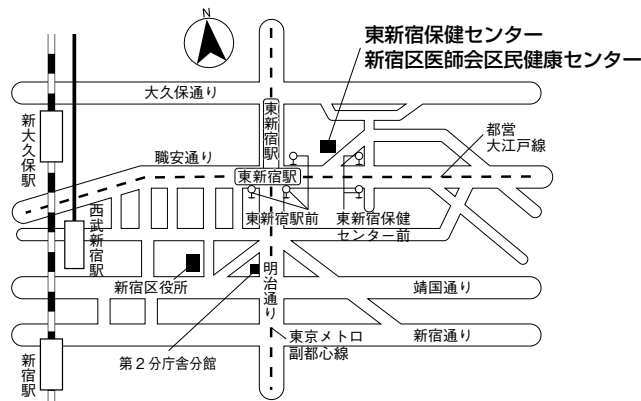 N
東新宿保健センター
新宿区医師会区民健康センター
大久保通り
新大久保駅
東新宿駅
都営
大江戸線
職安通り
東新宿駅
西武新宿駅
東新宿駅前
東新宿保健
センター前
新宿区役所
明治通り
靖国通り
新宿駅
第2分庁舎分館
東京メトロ
副都心線
新宿通り